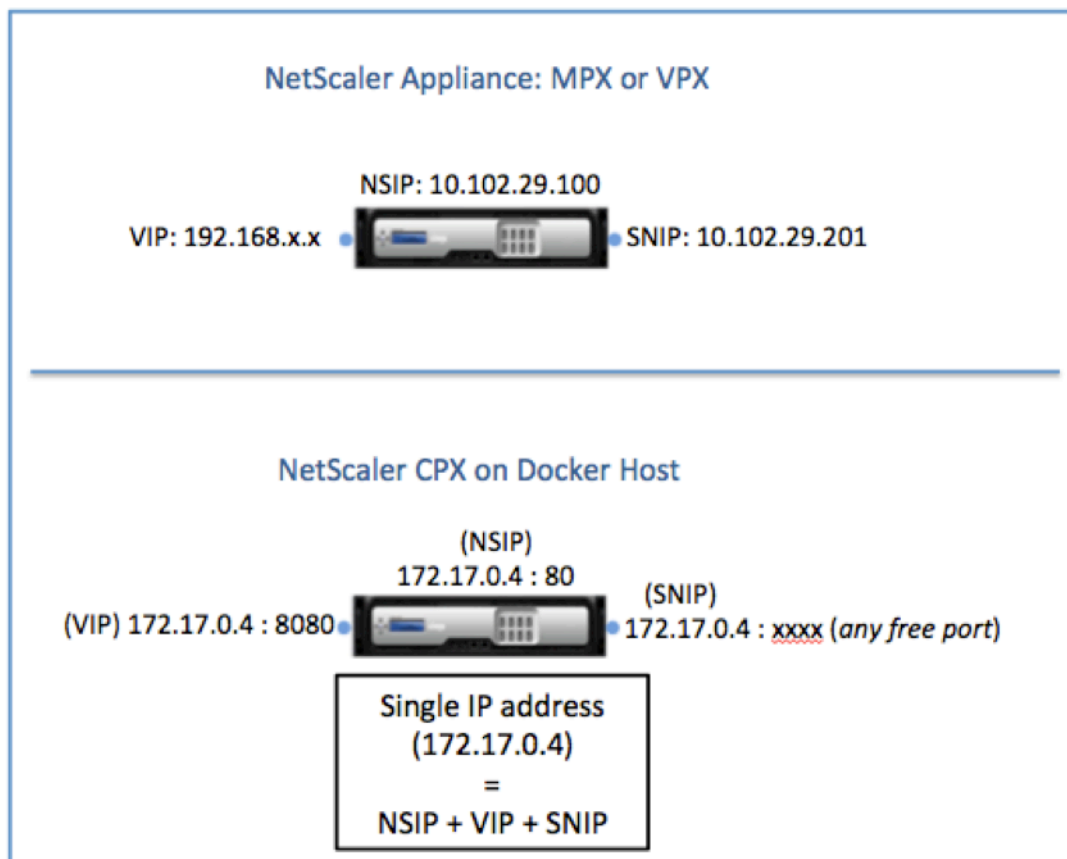 NetScaler Appliance: MPX or VPX
NSIP: 10.102.29.100
VIP: 192.168.x.x
SNIP: 10.102.29.201
NetScaler CPX on Docker Host
(NSIP)
172.17.0.4 : 80
(VIP) 172.17.0.4 : 8080
(SNIP)
172.17.0.4 : xxxx (any free port)
Single IP address
(172.17.0.4)
=
NSIP + VIP + SNIP